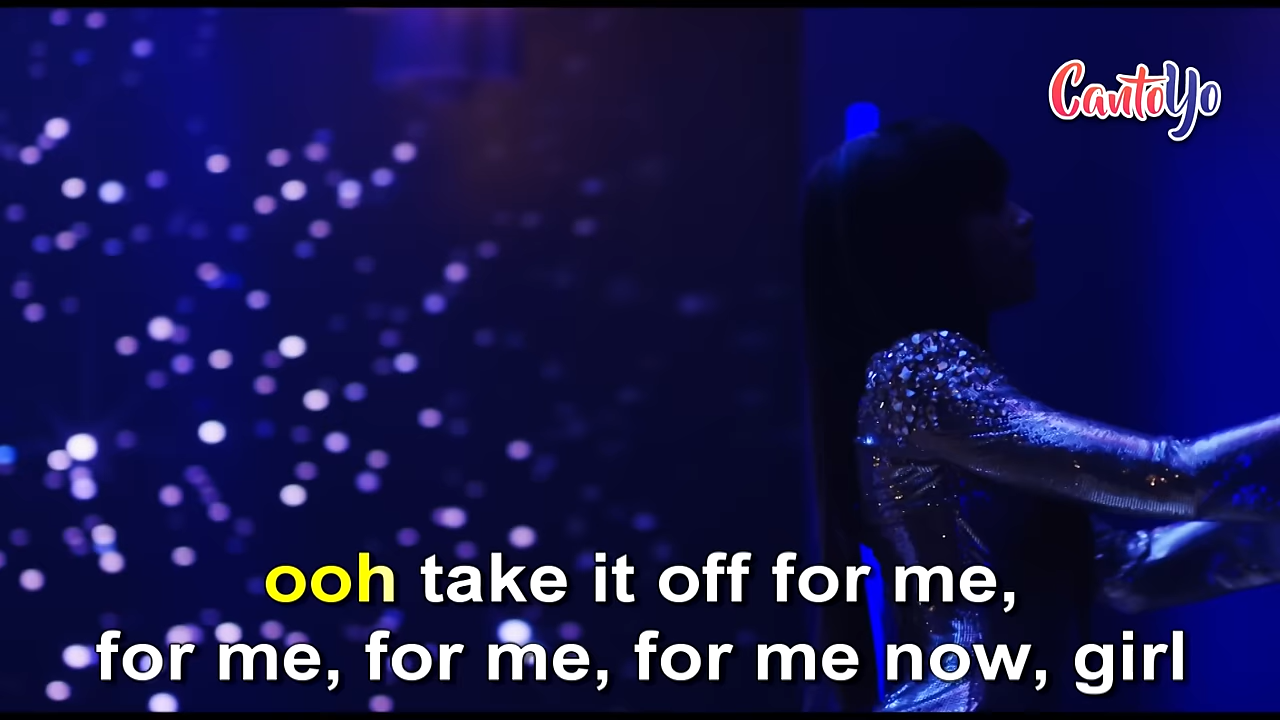 CantoYo
ooh take it off for me,
for me, for me, for me now, girl